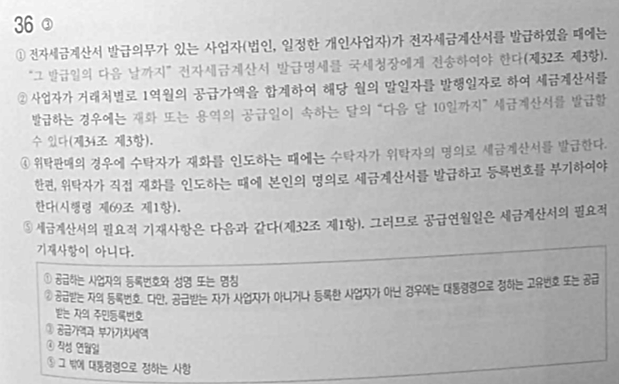 36 ③
① 전자세금계산서 발급의무가 있는 사업자(법인, 일정한 개인사업자)가 전자세금계산서를 발급하였을 때에는
"그 발급일의 다음 날까지" 전자세금계산서 발급명세를 국세청장에게 전송하여야 한다(제32조 제3항).
② 사업자가 거래처별로 1역월의 공급가액을 합계하여 해당 월의 말일자를 발행일자로 하여 세금계산서를
발급하는 경우에는 재화 또는 용역의 공급일이 속하는 달의 "다음 달 10일까지" 세금계산서를 발급할
수 있다(제34조 제3항).
④ 위탁판매의 경우에 수탁자가 재화를 인도하는 때에는 수탁자가 위탁자의 명의로 세금계산서를 발급한다.
한편, 위탁자가 직접 재화를 인도하는 때에 본인의 명의로 세금계산서를 발급하고 등록번호를 부기하여야
한다(시행령 제69조 제1항).
⑤ 세금계산서의 필요적 기재사항은 다음과 같다(제32조 제1항). 그러므로 공급연월일은 세금계산서의 필요적
기재사항이 아니다.
① 공급하는 사업자의 등록번호와 성명 또는 명칭
② 공급받는 자의 등록번호. 다만, 공급받는 자가 사업자가 아니거나 등록한 사업자가 아닌 경우에는 대통령령으로 정하는 고유번호 또는 공급
받는 자의 주민등록번호
③ 공급가액과 부가가치세액
④ 작성 연월일
⑤ 그 밖에 대통령령으로 정하는 사항